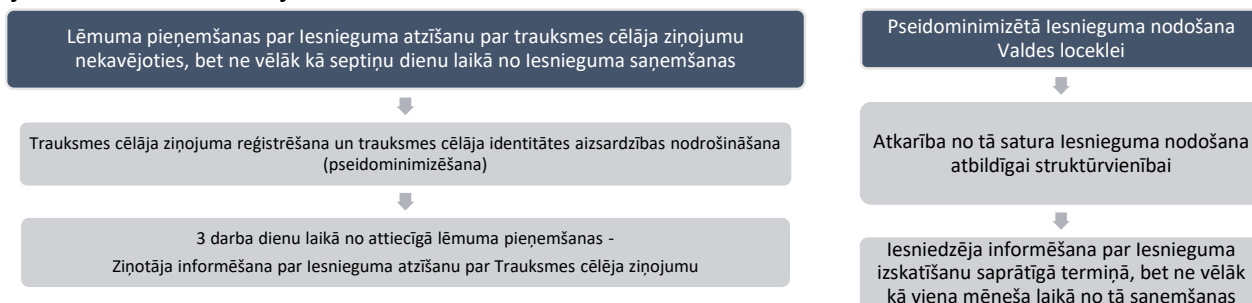 Lēmuma pieņemšanas par Iesnieguma atzīšanu par trauksmes cēlāja ziņojumu
nekavējoties, bet ne vēlāk kā septiņu dienu laikā no Iesnieguma saņemšanas
Trauksmes cēlāja ziņojuma reģistrēšana un trauksmes cēlāja identitātes aizsardzības nodrošināšana
(pseidominimizēšana)
3 darba dienu laikā no attiecīgā lēmuma pieņemšanas -
Ziņotāja informēšana par Iesnieguma atzīšanu par Trauksmes cēlēja ziņojumu
Pseidominimizētā Iesnieguma nodošana
Valdes loceklei
Atkarība no tā satura Iesnieguma nodošana
atbildīgai struktūrvienībai
Iesniedzēja informēšana par Iesnieguma
izskatīšanu saprātīgā termiņā, bet ne vēlāk
kā viena mēneša laikā no tā saņemšanas